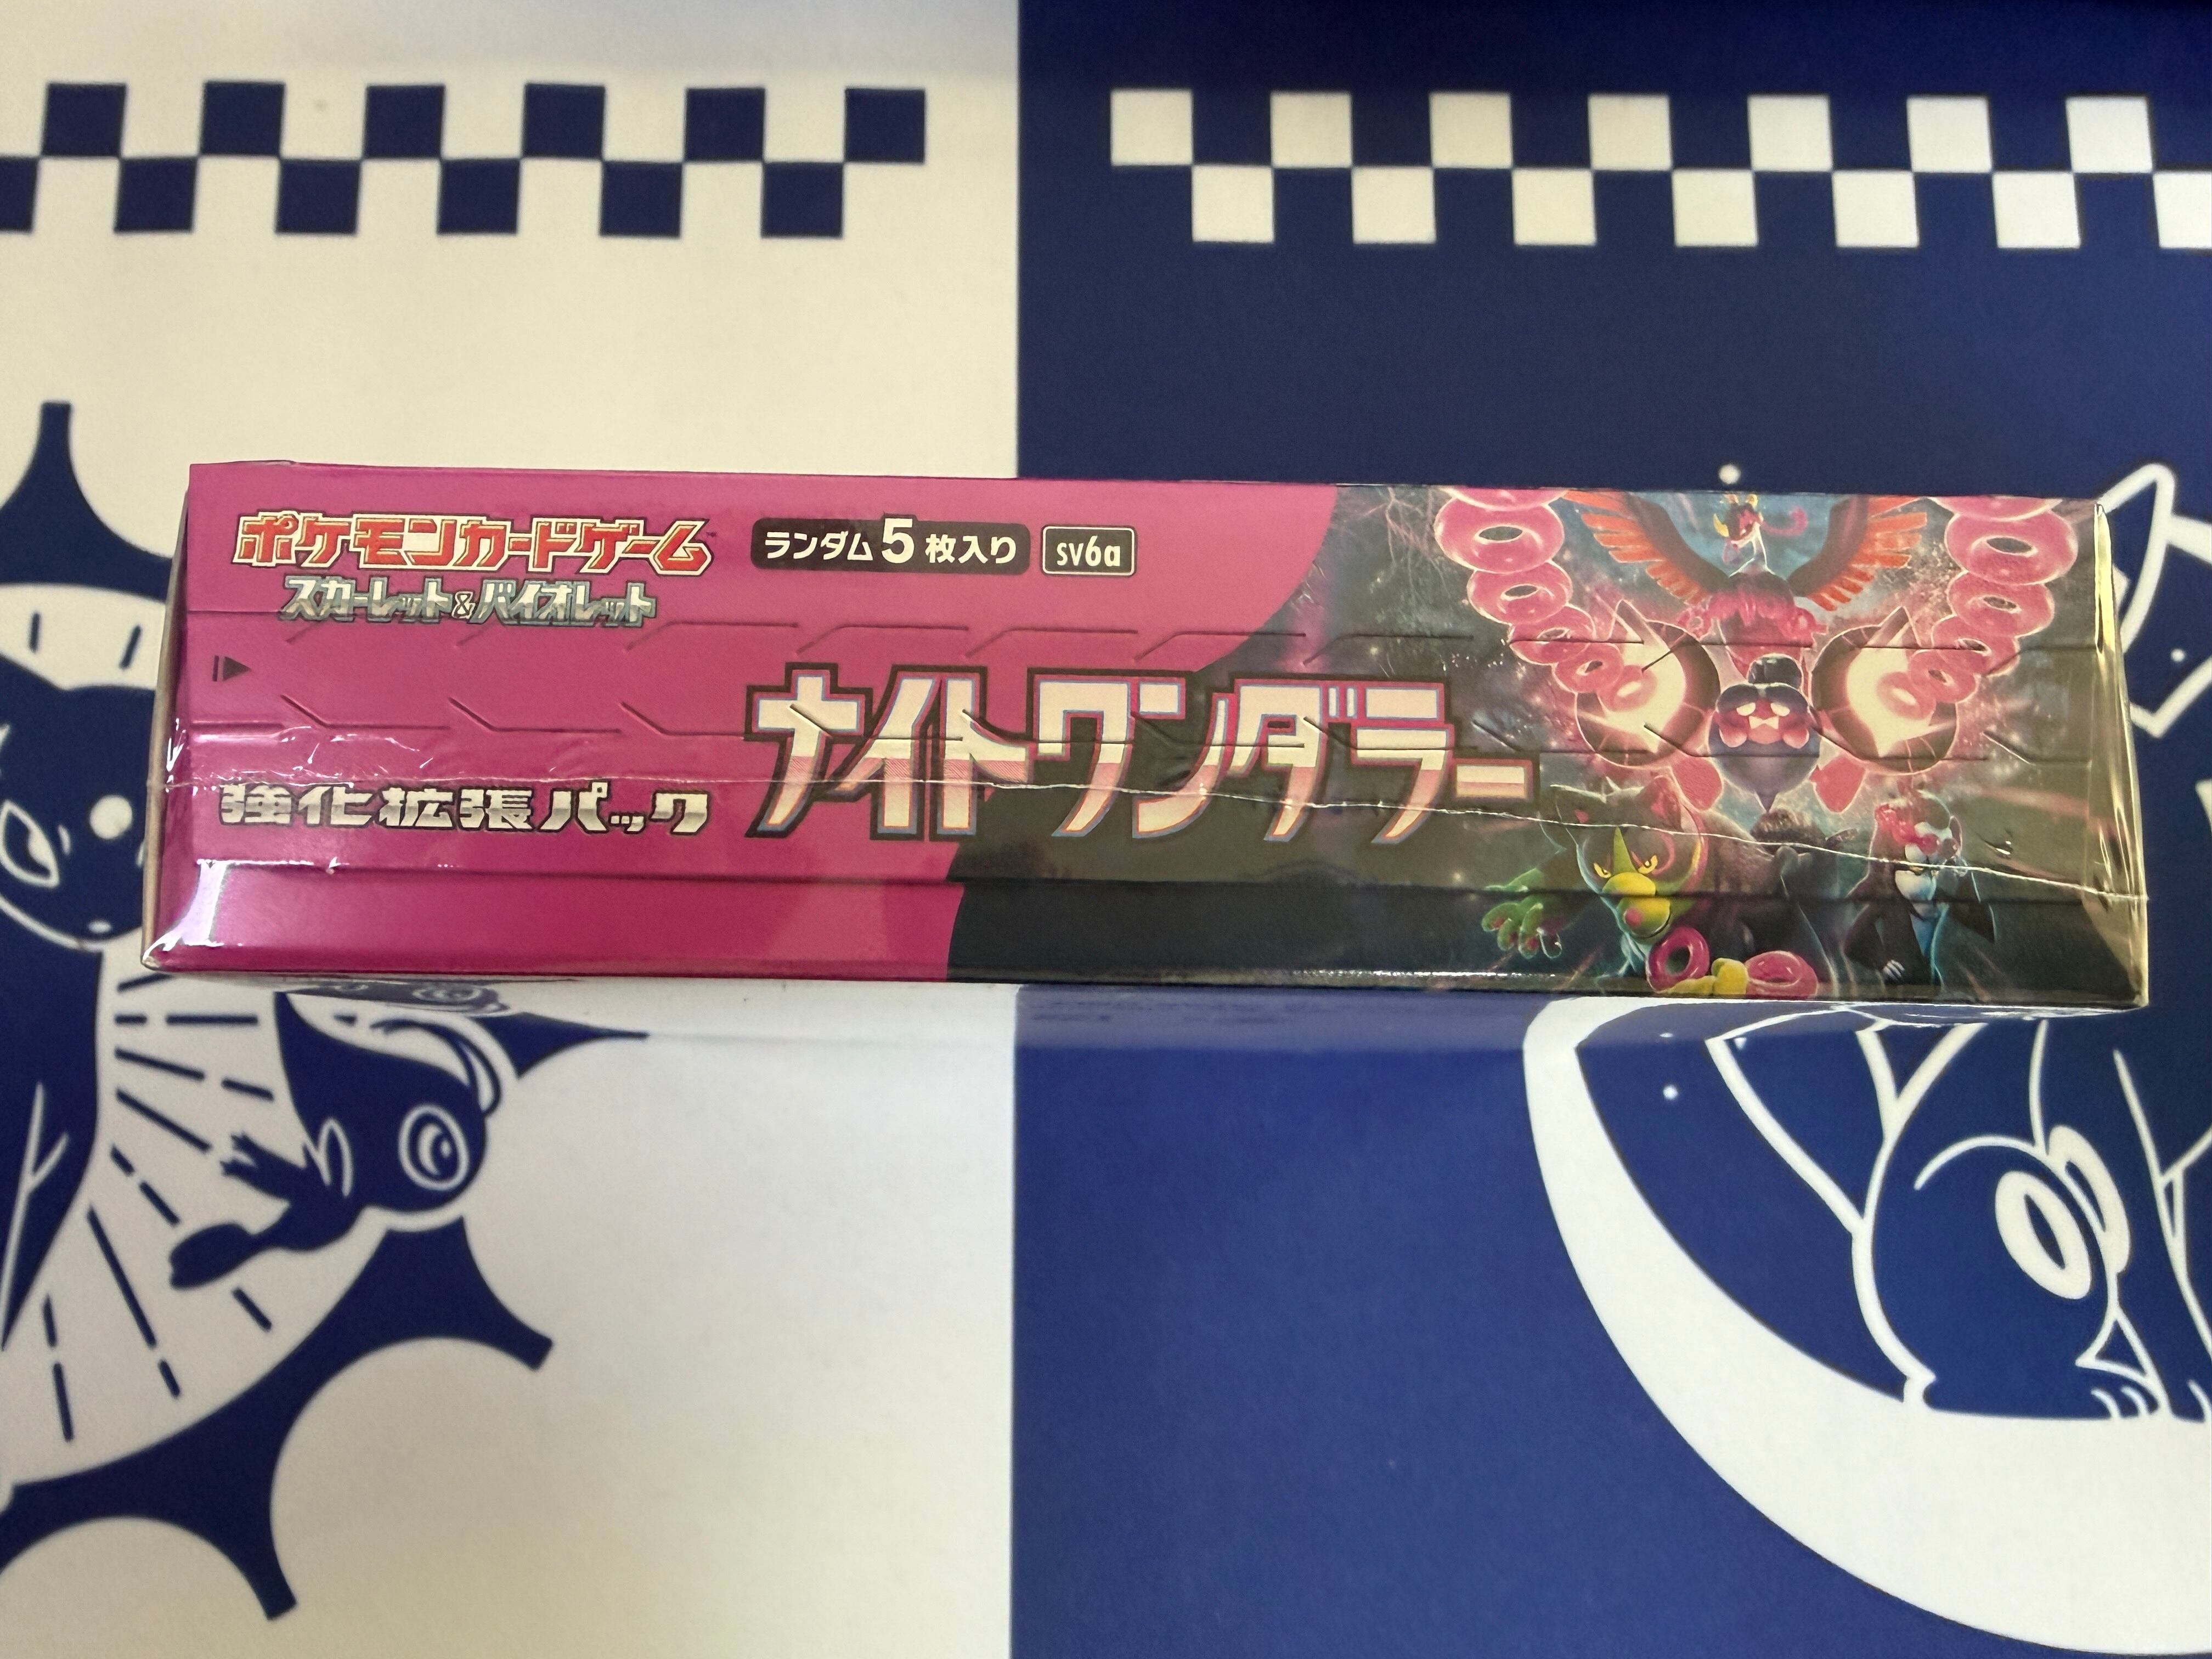 ポケモンカードゲーム
スカーレット&バイオレット
ランダム5枚入り
sv6a
ナイトワンダラー
強化拡張パック